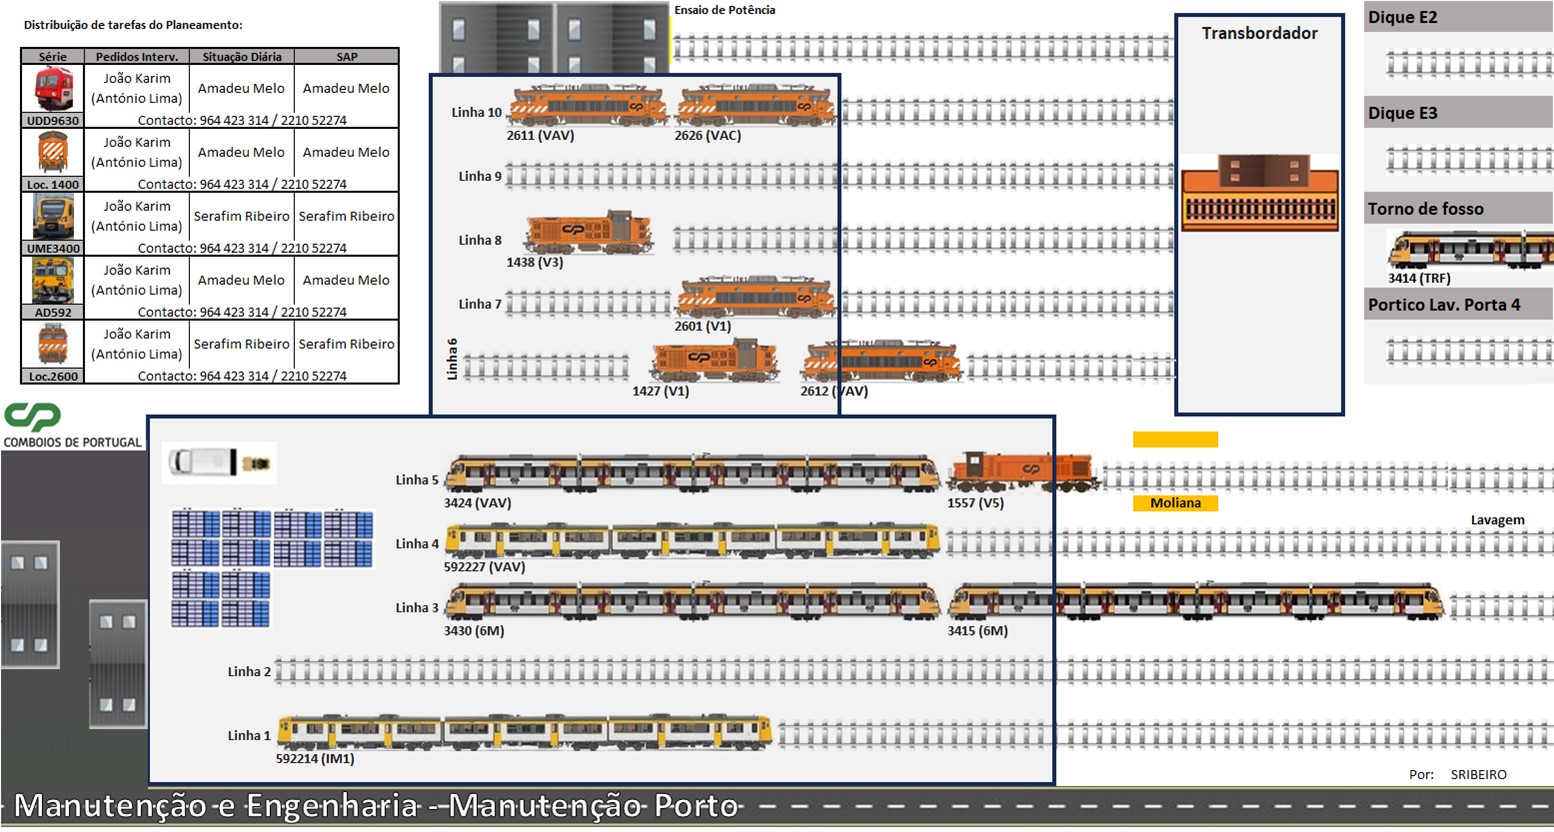 Distribuição de tarefas do Planeamento:
Série Pedidos Interv. Situação Diária SAP
João Karim
(António Lima) Amadeu Melo Amadeu Melo
UDD9630 Contacto: 964 423 314 / 2210 52274
João Karim
(António Lima) Amadeu Melo Amadeu Melo
Loc. 1400 Contacto: 964 423 314 / 2210 52274
João Karim
(António Lima) Serafim Ribeiro Serafim Ribeiro
UME3400 Contacto: 964 423 314 / 2210 52274
João Karim
(António Lima) Amadeu Melo Amadeu Melo
AD592 Contacto: 964 423 314 / 2210 52274
João Karim
(António Lima) Serafim Ribeiro Serafim Ribeiro
Loc.2600 Contacto: 964 423 314 / 2210 52274
CP
COMBOIOS DE PORTUGAL
Ensaio de Potência
Linha 10
2611 (VAV) 2626 (VAC)
Linha 9
Linha 8
1438 (V3)
Linha 7
2601 (V1)
Linha 6
1427 (V1) 2612 (VAV)
Transbordador
Dique E2
Dique E3
Torno de fosso
3414 (TRF)
Portico Lav. Porta 4
Linha 5
3424 (VAV) 1557 (V5)
Moliana
Lavagem
Linha 4
592227 (VAV)
Linha 3
3430 (6M) 3415 (6M)
Linha 2
Linha 1
592214 (IM1)
Por: SRIBEIRO
Manutenção e Engenharia - Manutenção Porto